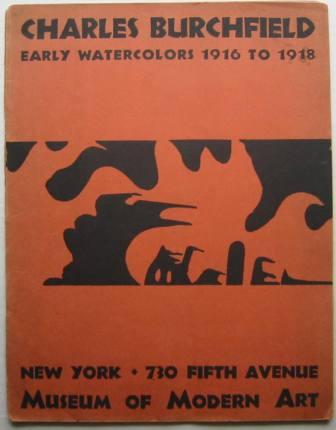 CHARLES BURCHFIELD
EARLY WATERCOLORS 1916 TO 1918
NEW YORK • 730 FIFTH AVENUE
MUSEUM OF MODERN ART